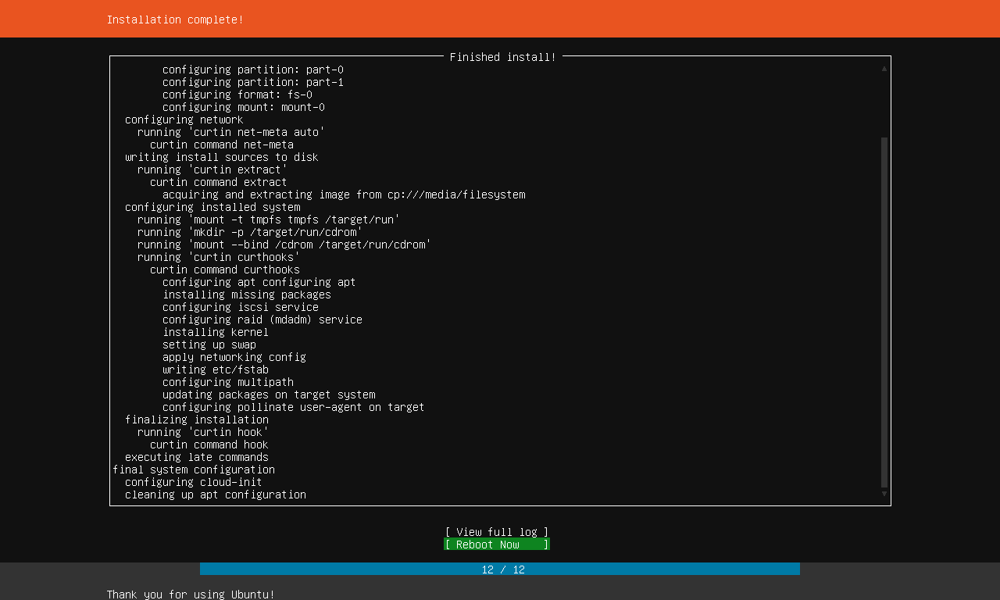 Installation complete!
Finished install!
configuring partition: part-0
configuring partition: part-1
configuring format: fs-0
configuring mount: mount-0
configuring network
running 'curtin net-meta auto'
curtin command net-meta
writing install sources to disk
running 'curtin extract'
curtin command extract
acquiring and extracting image from cp:///media/filesystem
configuring installed system
running 'mount -t tmpfs tmpfs /target/run'
running 'mkdir -p /target/run/cdrom'
running 'mount --bind /cdrom /target/run/cdrom'
running 'curtin curthooks'
curtin command curthooks
configuring apt configuring apt
installing missing packages
configuring iscsi service
configuring raid (mdadm) service
installing kernel
setting up swap
apply networking config
writing etc/fstab
configuring multipath
updating packages on target system
configuring pollinate user-agent on target
finalizing installation
running 'curtin hook'
curtin command hook
executing late commands
final system configuration
configuring cloud-init
cleaning up apt configuration
[ View full log ]
[ Reboot Now ]
12 / 12
Thank you for using Ubuntu!